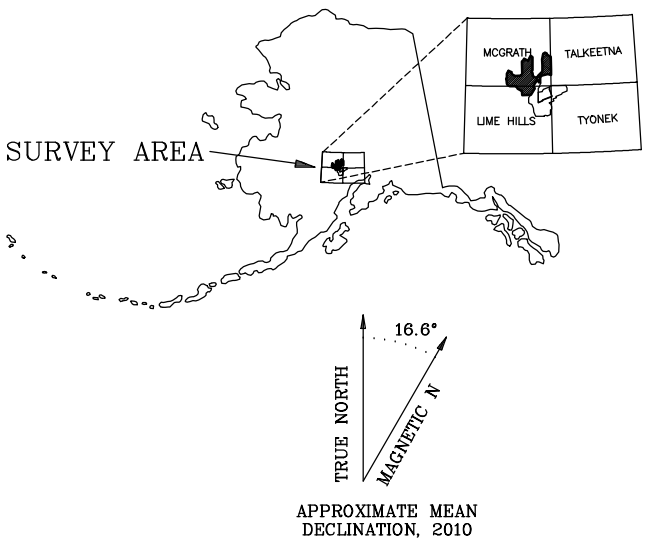 MCGRATH
TALKEETNA
LIME HILLS
TYONEK
SURVEY AREA
16.6°
TRUE NORTH
MAGNETIC N
APPROXIMATE MEAN
DECLINATION, 2010